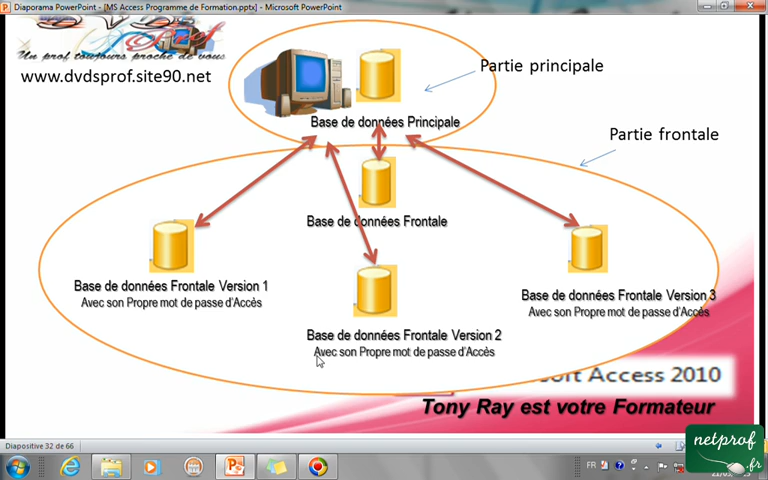 Diaporama PowerPoint - [MS Access Programme de Formation.pptx] - Microsoft PowerPoint
Un prof toujours proche de vous
www.dvdsprof.site90.net
Partie principale
Base de données Principale
Partie frontale
Base de données Frontale
Base de données Frontale Version 1
Avec son Propre mot de passe d'Accès
Base de données Frontale Version 3
Avec son Propre mot de passe d'Accès
Base de données Frontale Version 2
Avec son Propre mot de passe d'Accès
soft Access 2010
Tony Ray est votre Formateur
Diapositive 32 de 66
netprof
.fr
FR